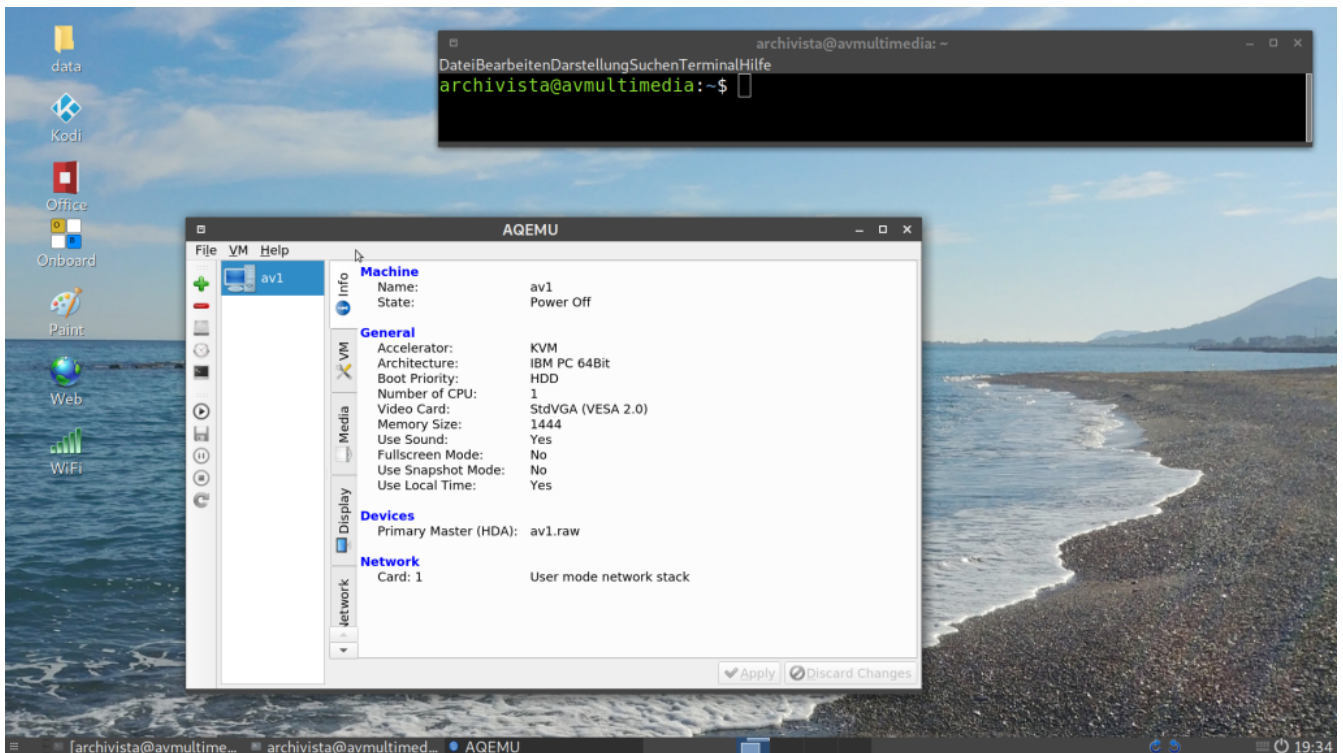 data
Kodi
Office
Onboard
Paint
Web
WiFi
archivista@avmultimedia: ~
DateiBearbeitenDarstellungSuchenTerminalHilfe
archivista@avmultimedia:~$
AQEMU
File VM Help
av1
Info
VM
Media
Display
Network
Machine
Name: av1
State: Power Off
General
Accelerator: KVM
Architecture: IBM PC 64Bit
Boot Priority: HDD
Number of CPU: 1
Video Card: StdVGA (VESA 2.0)
Memory Size: 1444
Use Sound: Yes
Fullscreen Mode: No
Use Snapshot Mode: No
Use Local Time: Yes
Devices
Primary Master (HDA): av1.raw
Network
Card: 1 User mode network stack
Apply Discard Changes
[archivista@avmultime... archivista@avmultimed... AQEMU 19:34